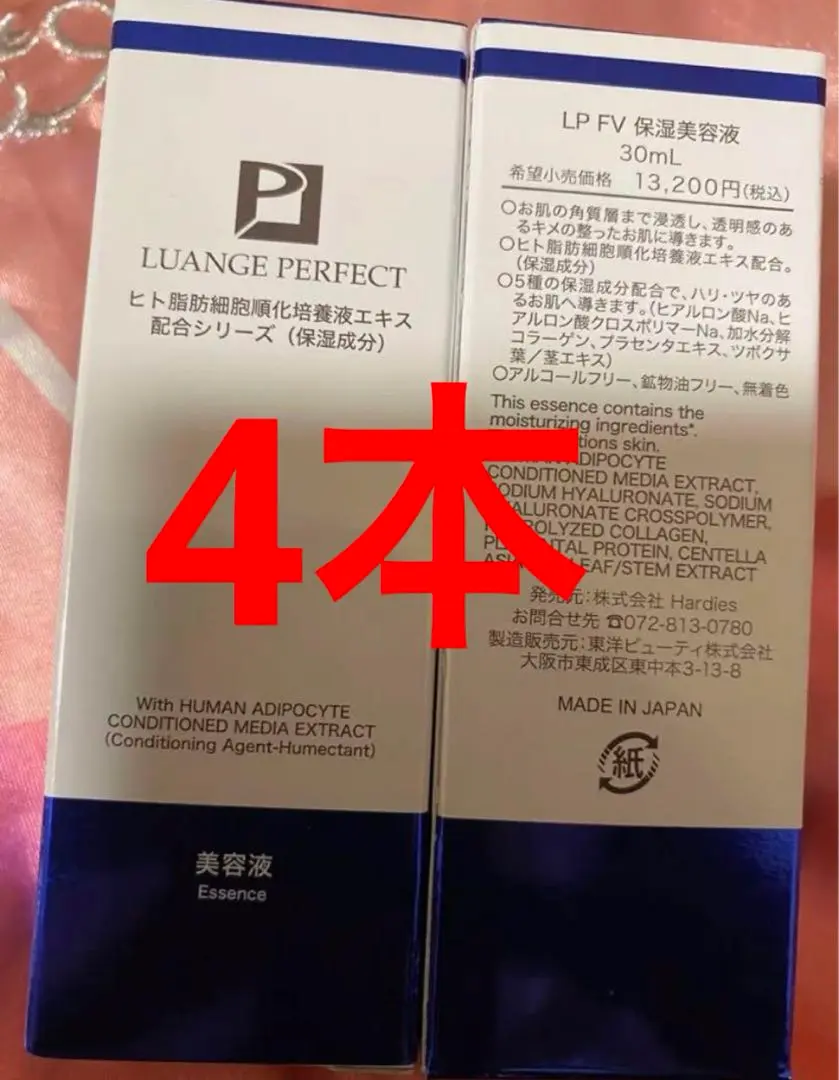 LUANGE PERFECT
ヒト脂肪細胞順化培養液エキス
配合シリーズ（保湿成分）
With HUMAN ADIPOCYTE
CONDITIONED MEDIA EXTRACT
(Conditioning Agent-Humectant)
美容液
Essence
LP FV 保湿美容液
30mL
希望小売価格 13,200円(税込)
○お肌の角質層まで浸透し、透明感のあ
るキメの整ったお肌に導きます。
○ヒト脂肪細胞順化培養液エキス配合。
(保湿成分)
○5種の保湿成分配合で、ハリ・ツヤのあ
るお肌へ導きます。(ヒアルロン酸Na、ヒ
アルロン酸クロスポリマーNa、加水分解
コラーゲン、プラセンタエキス、ツボクサ
葉／茎エキス)
○アルコールフリー、鉱物油フリー、無着色
This essence contains the
moisturizing ingredients*.
skin.
ADIPOCYTE
CONDITIONED MEDIA EXTRACT,
SODIUM HYALURONATE, SODIUM
HYALURONATE CROSSPOLYMER,
COLLAGEN,
PROTEIN, CENTELLA
LEAF/STEM EXTRACT
発売元：株式会社 Hardies
お問合せ先 ☎072-813-0780
製造販売元：東洋ビューティ株式会社
大阪市東成区東中本3-13-8
MADE IN JAPAN
紙
4本